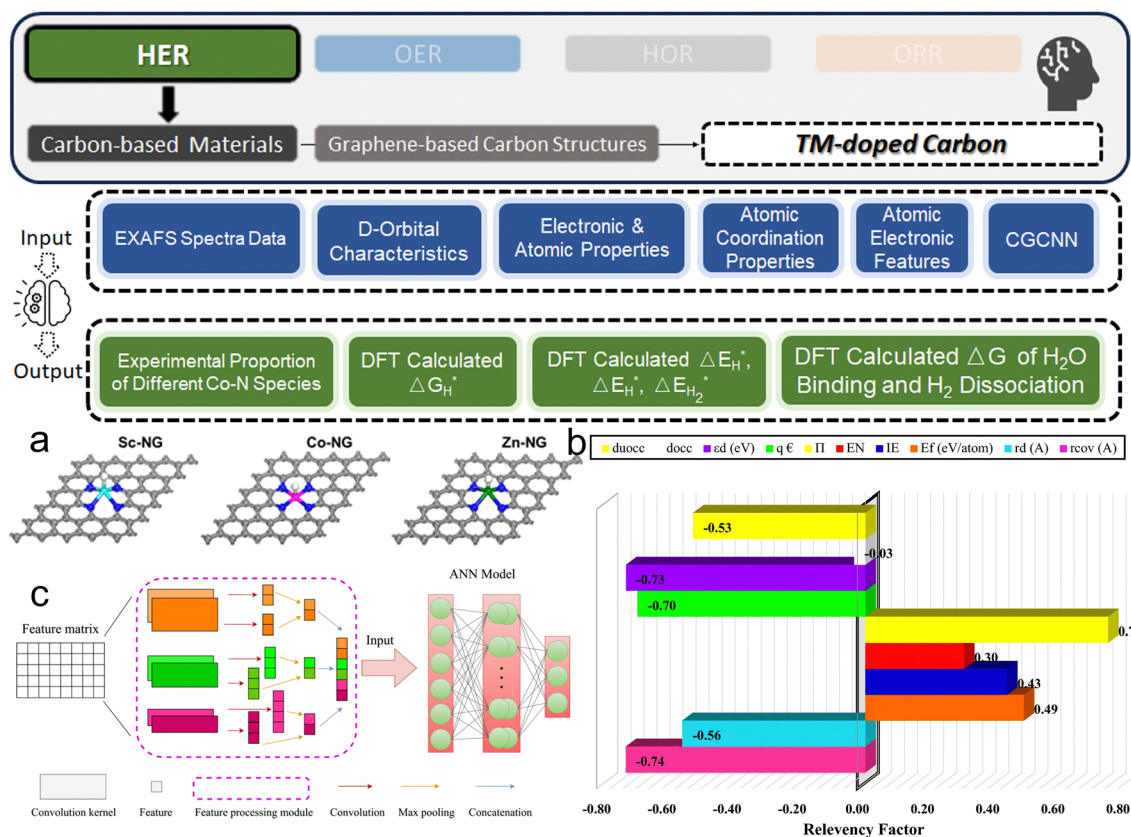 HER
OER
HOR
ORR
Carbon-based Materials
Graphene-based Carbon Structures
TM-doped Carbon
Input
Output
EXAFS Spectra Data
D-Orbital
Characteristics
Electronic &
Atomic Properties
Atomic
Coordination
Properties
Atomic
Electronic
Features
CGCNN
Experimental Proportion
of Different Co-N Species
DFT Calculated
△G_H*
DFT Calculated △E_H*,
△E_H*, △E_H₂*
DFT Calculated △G of H₂O
Binding and H₂ Dissociation
a
Sc-NG
Co-NG
Zn-NG
b
duocc docc εd (eV) q € Π EN IE Ef (eV/atom) rd (A) rcov (A)
-0.53
-0.03
-0.73
-0.70
0.30
0.43
0.49
-0.56
-0.74
-0.80 -0.60 -0.40 -0.20 0.00 0.20 0.40 0.60 0.80
Relevency Factor
c
Feature matrix
Input
ANN Model
Convolution kernel
Feature
Feature processing module
Convolution
Max pooling
Concatenation